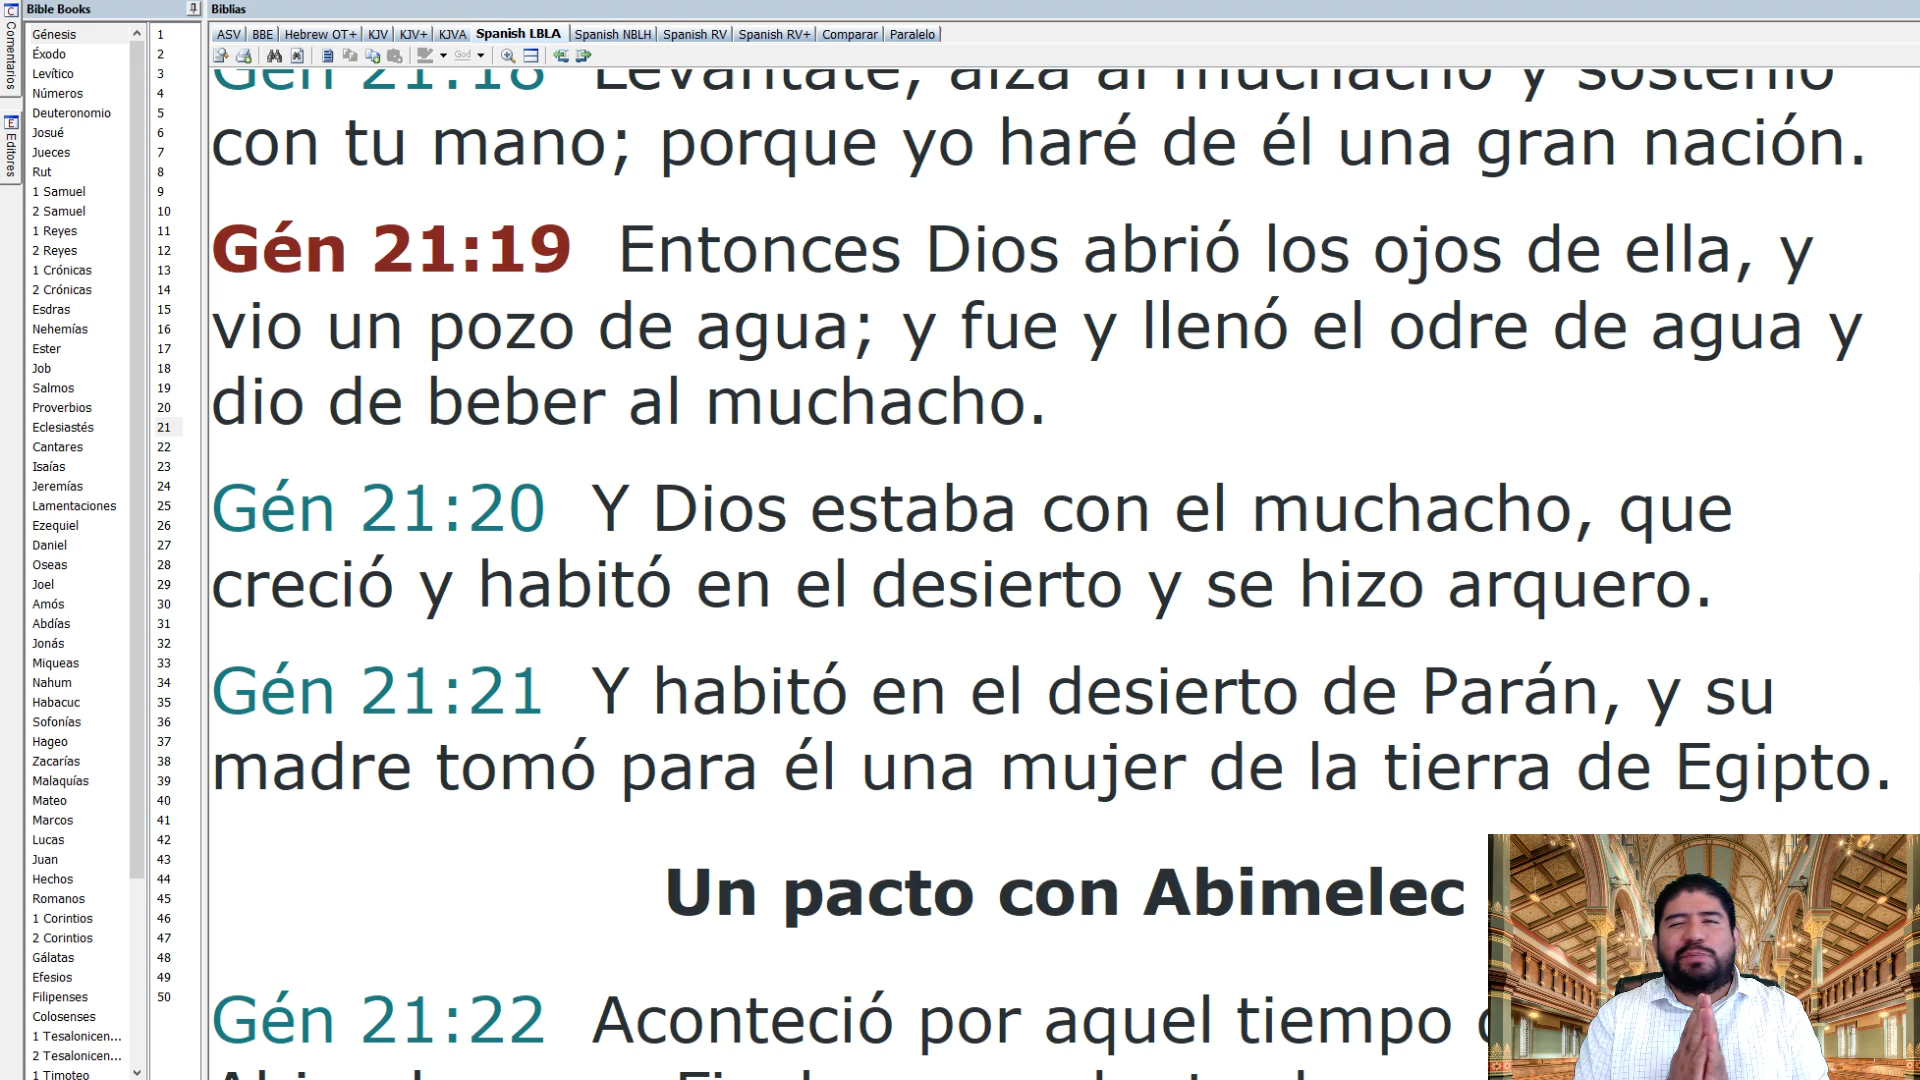 Bible Books
Biblias
Comentarios
Editores
ASV BBE Hebrew OT+ KJV KJV+ KJVA Spanish LBLA Spanish NBLH Spanish RV Spanish RV+ Comparar Paralelo
God
Génesis 1
Éxodo 2
Levítico 3
Números 4
Deuteronomio 5
Josué 6
Jueces 7
Rut 8
1 Samuel 9
2 Samuel 10
1 Reyes 11
2 Reyes 12
1 Crónicas 13
2 Crónicas 14
Esdras 15
Nehemías 16
Ester 17
Job 18
Salmos 19
Proverbios 20
Eclesiastés 21
Cantares 22
Isaías 23
Jeremías 24
Lamentaciones 25
Ezequiel 26
Daniel 27
Oseas 28
Joel 29
Amós 30
Abdías 31
Jonás 32
Miqueas 33
Nahum 34
Habacuc 35
Sofonías 36
Hageo 37
Zacarías 38
Malaquías 39
Mateo 40
Marcos 41
Lucas 42
Juan 43
Hechos 44
Romanos 45
1 Corintios 46
2 Corintios 47
Gálatas 48
Efesios 49
Filipenses 50
Colosenses
1 Tesalonicen...
2 Tesalonicen...
1 Timoteo
Gén 21:18 Levántate, alza al muchacho y sostenlo
con tu mano; porque yo haré de él una gran nación.
Gén 21:19 Entonces Dios abrió los ojos de ella, y
vio un pozo de agua; y fue y llenó el odre de agua y
dio de beber al muchacho.
Gén 21:20 Y Dios estaba con el muchacho, que
creció y habitó en el desierto y se hizo arquero.
Gén 21:21 Y habitó en el desierto de Parán, y su
madre tomó para él una mujer de la tierra de Egipto.
Un pacto con Abimelec
Gén 21:22 Aconteció por aquel tiempo